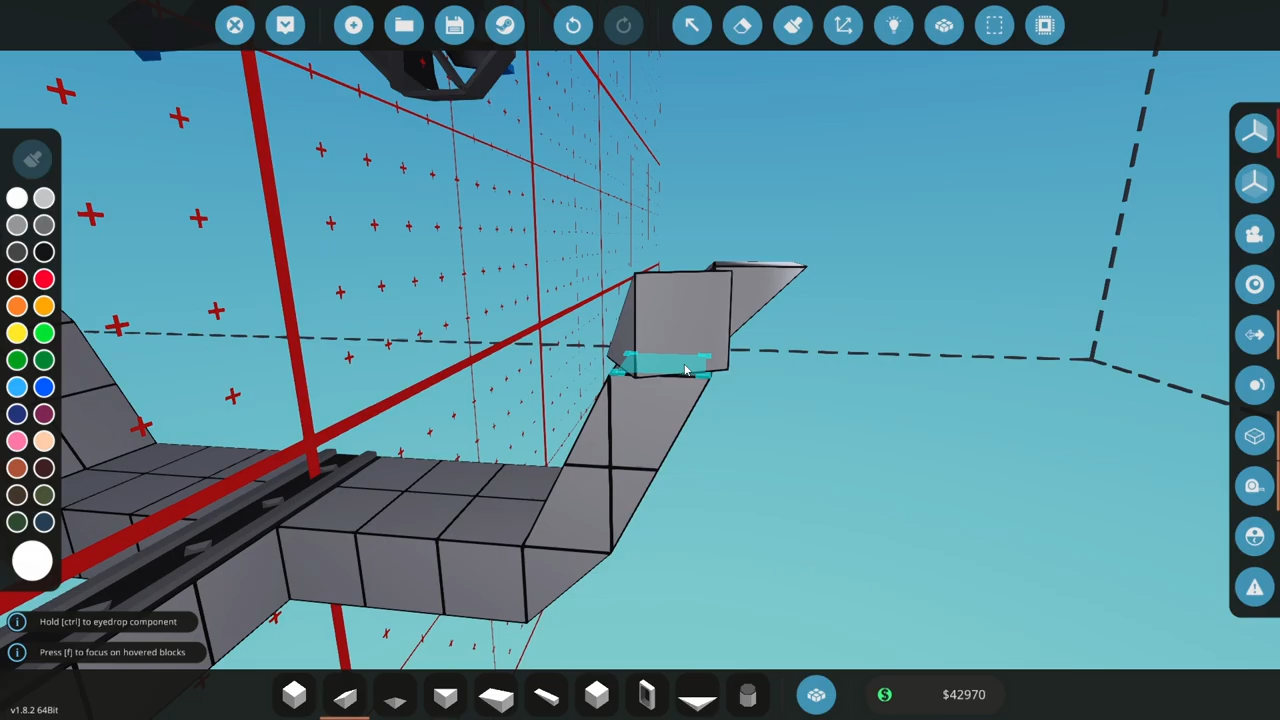 Hold [ctrl] to eyedrop component
Press [f] to focus on hovered blocks
$42970
v1.8.2 64Bit